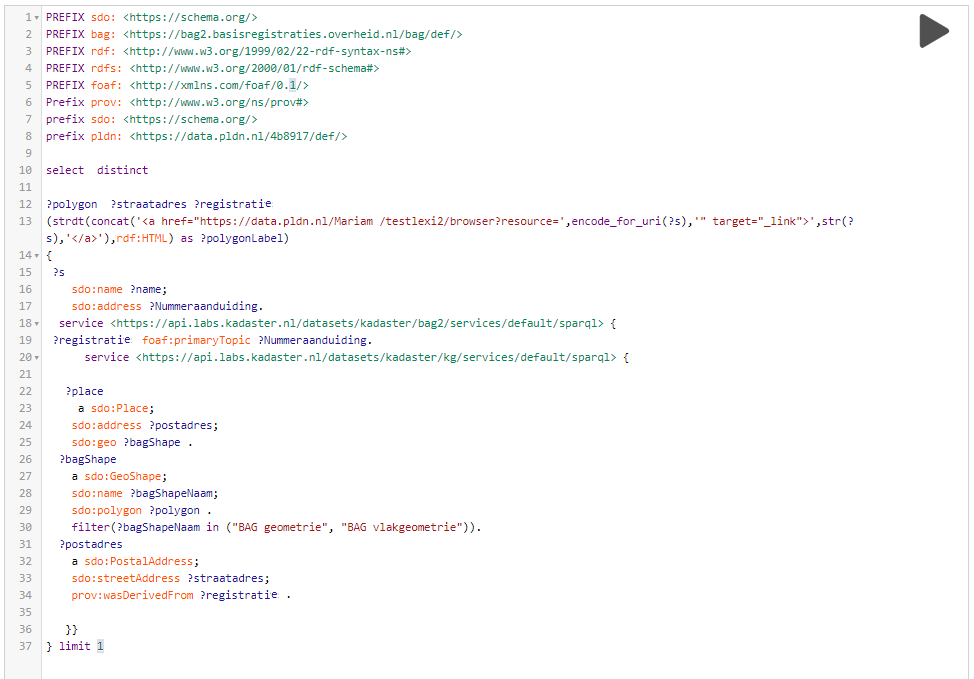 1 PREFIX sdo: <https://schema.org/>
2 PREFIX bag: <https://bag2.basisregistraties.overheid.nl/bag/def/>
3 PREFIX rdf: <http://www.w3.org/1999/02/22-rdf-syntax-ns#>
4 PREFIX rdfs: <http://www.w3.org/2000/01/rdf-schema#>
5 PREFIX foaf: <http://xmlns.com/foaf/0.1/>
6 Prefix prov: <http://www.w3.org/ns/prov#>
7 prefix sdo: <https://schema.org/>
8 prefix pldn: <https://data.pldn.nl/4b8917/def/>
9
10 select  distinct
11
12 ?polygon  ?straatadres ?registratie
13 (strdt(concat('<a href="https://data.pldn.nl/Mariam /testlexi2/browser?resource=',encode_for_uri(?s),'" target="_link">',str(?
s),'</a>'),rdf:HTML) as ?polygonLabel)
14 {
15 ?s
16 sdo:name ?name;
17 sdo:address ?Nummeraanduiding.
18 service <https://api.labs.kadaster.nl/datasets/kadaster/bag2/services/default/sparql> {
19 ?registratie foaf:primaryTopic ?Nummeraanduiding.
20 service <https://api.labs.kadaster.nl/datasets/kadaster/kg/services/default/sparql> {
21
22 ?place
23 a sdo:Place;
24 sdo:address ?postadres;
25 sdo:geo ?bagShape .
26 ?bagShape
27 a sdo:GeoShape;
28 sdo:name ?bagShapeNaam;
29 sdo:polygon ?polygon .
30 filter(?bagShapeNaam in ("BAG geometrie", "BAG vlakgeometrie")).
31 ?postadres
32 a sdo:PostalAddress;
33 sdo:streetAddress ?straatadres;
34 prov:wasDerivedFrom ?registratie .
35
36 }}
37 } limit 1